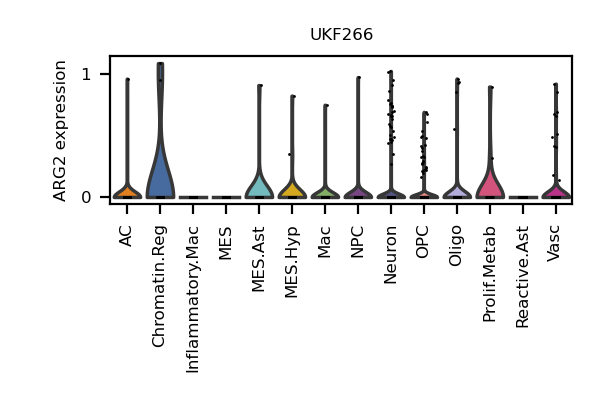 UKF266
ARG2 expression
1
0
AC
Chromatin.Reg
Inflammatory.Mac
MES
MES.Ast
MES.Hyp
Mac
NPC
Neuron
OPC
Oligo
Prolif.Metab
Reactive.Ast
Vasc